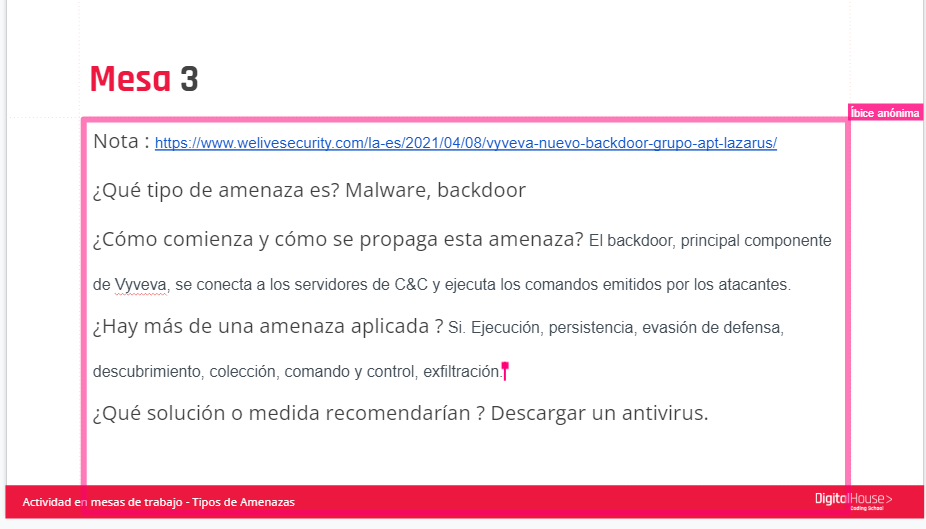 Mesa 3
Íbice anónima
Nota : https://www.welivesecurity.com/la-es/2021/04/08/vyveva-nuevo-backdoor-grupo-apt-lazarus/
¿Qué tipo de amenaza es? Malware, backdoor
¿Cómo comienza y cómo se propaga esta amenaza? El backdoor, principal componente
de Vyveva, se conecta a los servidores de C&C y ejecuta los comandos emitidos por los atacantes.
¿Hay más de una amenaza aplicada ? Si. Ejecución, persistencia, evasión de defensa,
descubrimiento, colección, comando y control, exfiltración.
¿Qué solución o medida recomendarían ? Descargar un antivirus.
Actividad en mesas de trabajo - Tipos de Amenazas
DigitalHouse>
Coding School